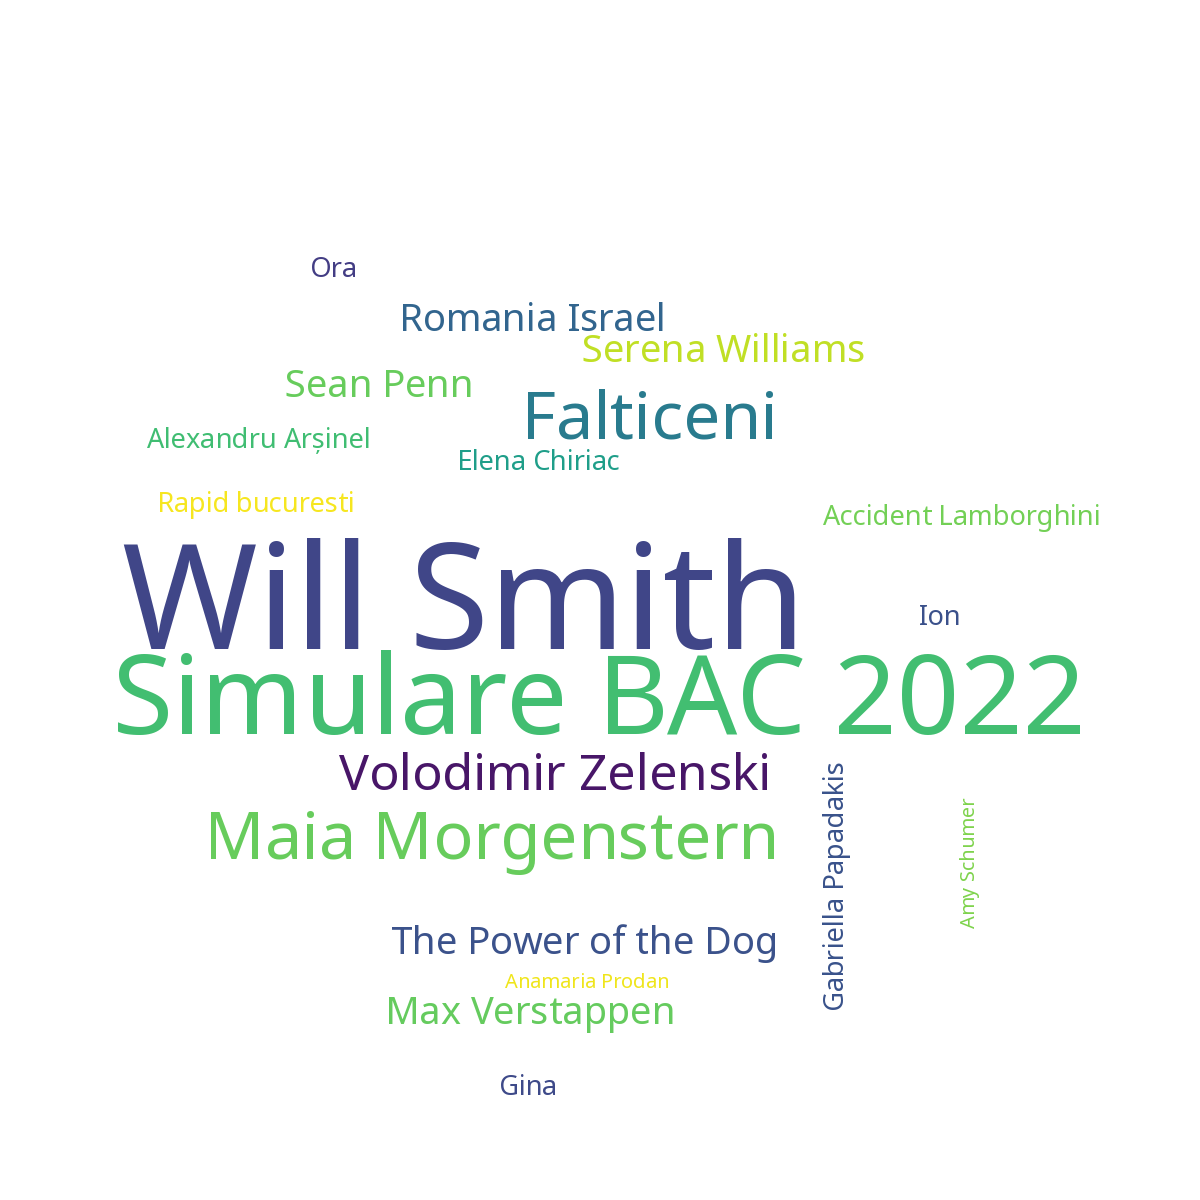 Ora
Romania Israel
Serena Williams
Sean Penn
Falticeni
Alexandru Arșinel
Elena Chiriac
Rapid bucuresti
Accident Lamborghini
Will Smith
Ion
Simulare BAC 2022
Volodimir Zelenski
Gabriella Papadakis
Amy Schumer
Maia Morgenstern
The Power of the Dog
Anamaria Prodan
Max Verstappen
Gina